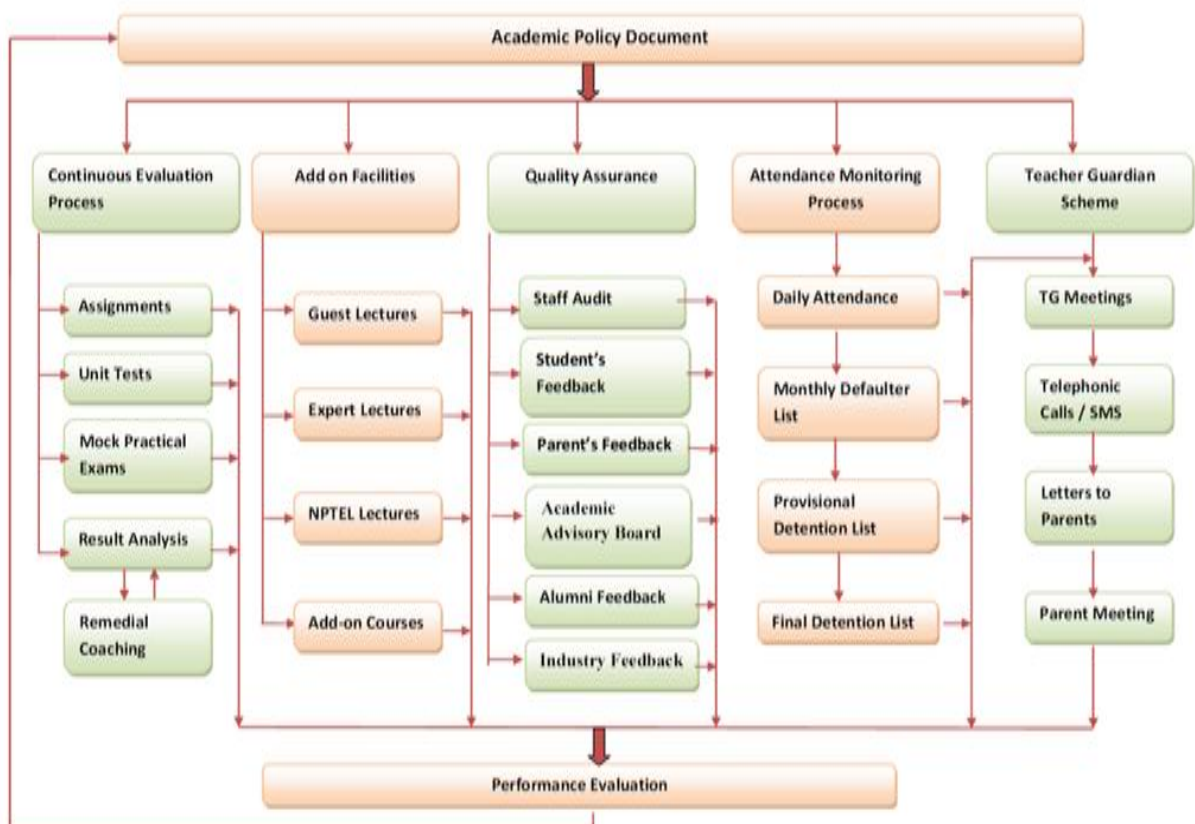 Academic Policy Document
Continuous Evaluation
Process
Add on Facilities
Quality Assurance
Attendance Monitoring
Process
Teacher Guardian
Scheme
Assignments
Unit Tests
Mock Practical
Exams
Result Analysis
Remedial
Coaching
Guest Lectures
Expert Lectures
NPTEL Lectures
Add-on Courses
Staff Audit
Student's
Feedback
Parent's Feedback
Academic
Advisory Board
Alumni Feedback
Industry Feedback
Daily Attendance
Monthly Defaulter
List
Provisional
Detention List
Final Detention List
TG Meetings
Telephonic
Calls / SMS
Letters to
Parents
Parent Meeting
Performance Evaluation